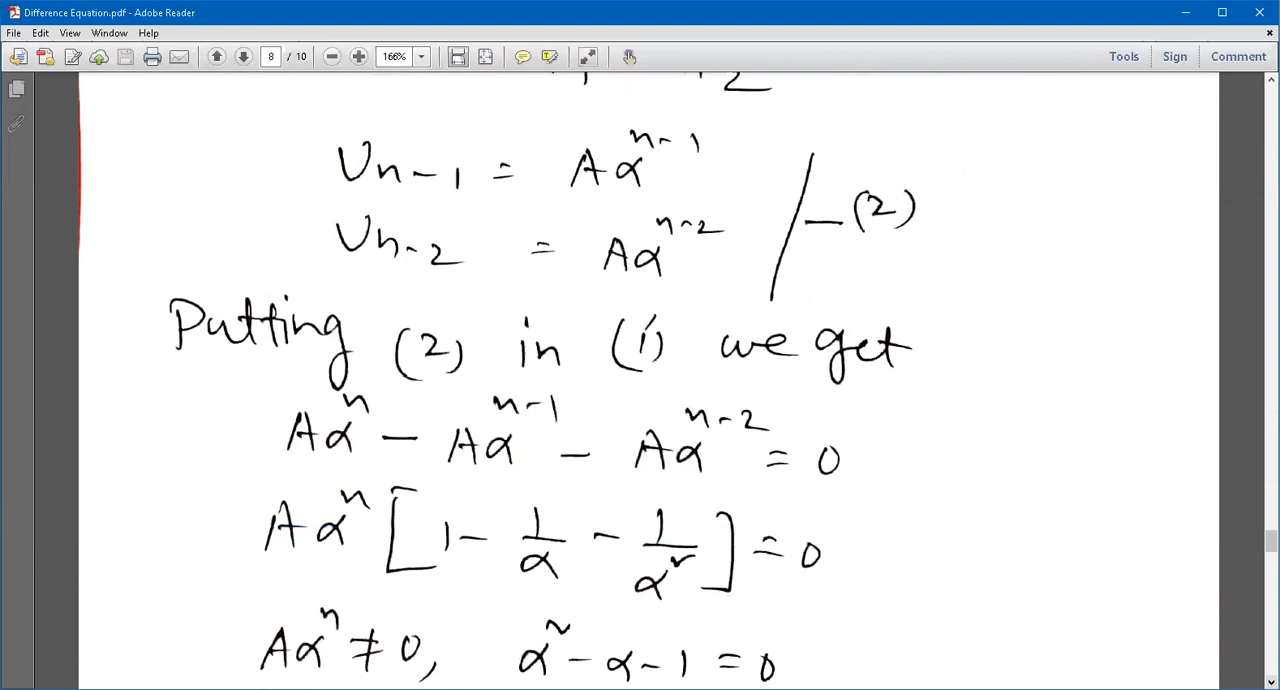 Difference Equation.pdf - Adobe Reader
File Edit View Window Help
8 / 10 166% Tools Sign Comment
2
Un-1 = Aα^n-1
Un-2 = Aα^n-2 —(2)
Putting (2) in (1) we get
Aα^n - Aα^n-1 - Aα^n-2 = 0
Aα^n [1 - 1/α - 1/α^2] = 0
Aα^n ≠ 0, α^2 - α - 1 = 0